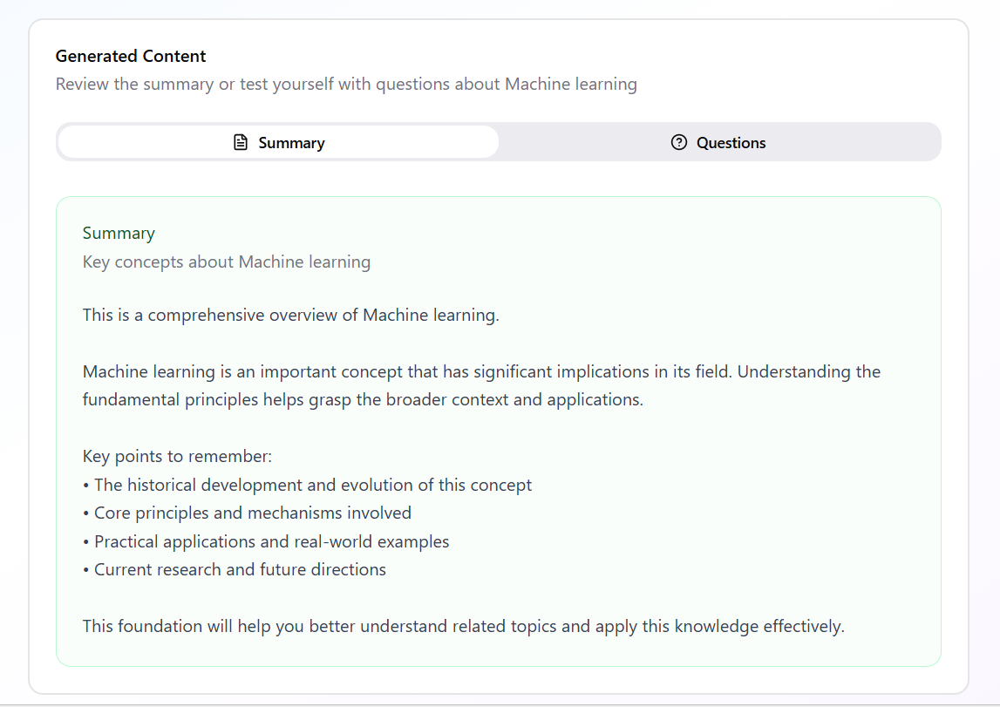 Generated Content
Review the summary or test yourself with questions about Machine learning
Summary
Questions
Summary
Key concepts about Machine learning
This is a comprehensive overview of Machine learning.
Machine learning is an important concept that has significant implications in its field. Understanding the
fundamental principles helps grasp the broader context and applications.
Key points to remember:
• The historical development and evolution of this concept
• Core principles and mechanisms involved
• Practical applications and real-world examples
• Current research and future directions
This foundation will help you better understand related topics and apply this knowledge effectively.